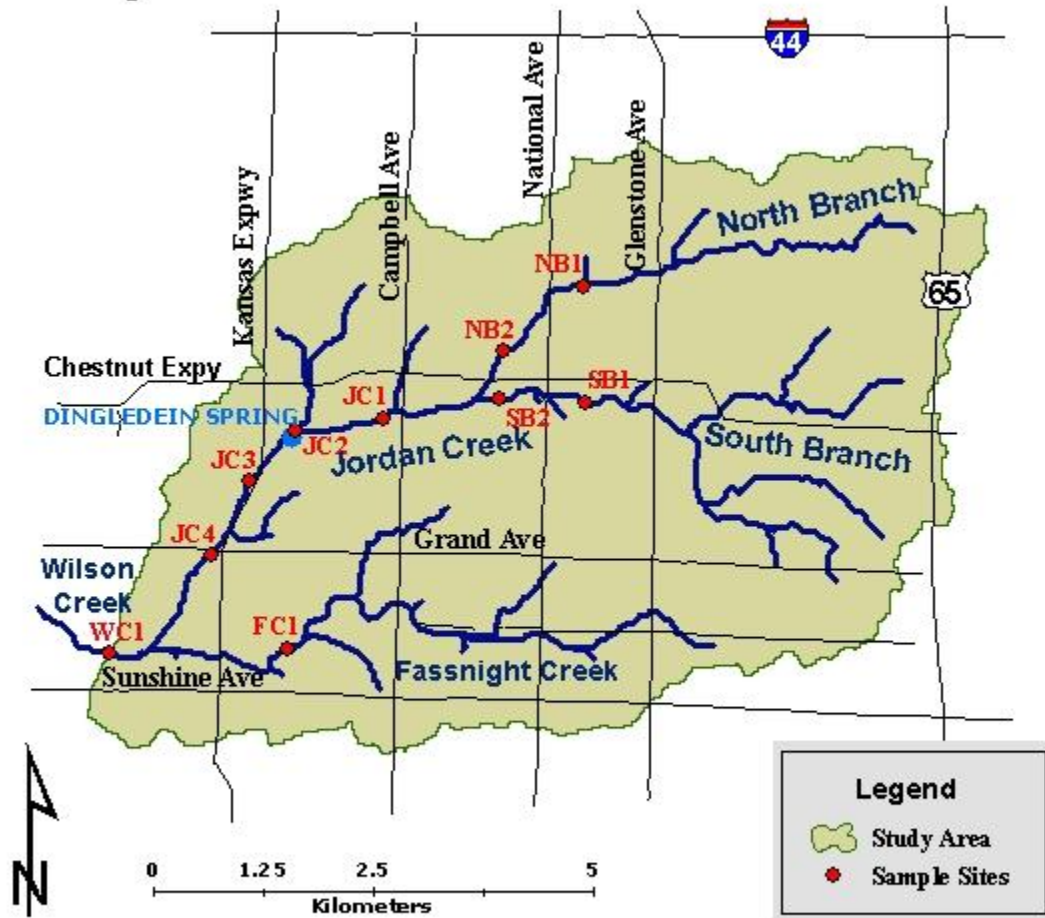 44
National Ave
Campbell Ave
Glenstone Ave
Kansas Expwy
North Branch
NB1
65
NB2
Chestnut Expy
DINGLEDEIN SPRING
JC1
SB1
SB2
JC2
Jordan Creek
South Branch
JC3
JC4
Grand Ave
Wilson
Creek
WC1
FC1
Sunshine Ave
Fassnight Creek
Legend
Study Area
Sample Sites
N
0 1.25 2.5 5
Kilometers